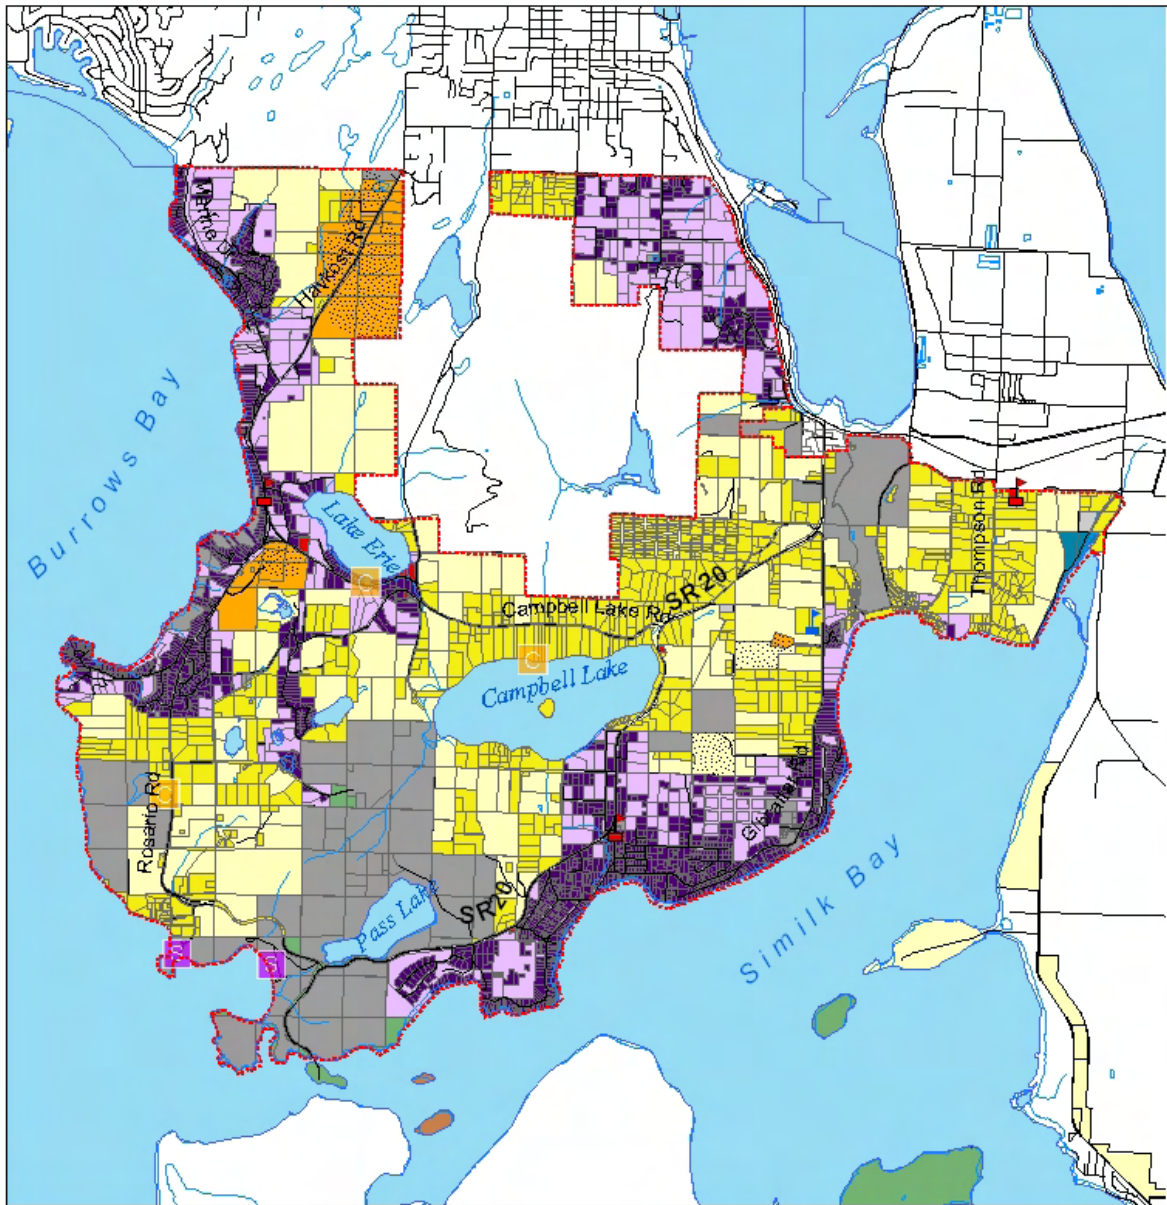 Marine Dr
Havekost Rd
Burrows Bay
Lake Erie
Thompson Rd
C
Campbell Lake Rd
SR 20
C
Campbell Lake
C
Rosario Rd
Gibralter Rd
Similk Bay
SR 20
Pass Lake
S
S